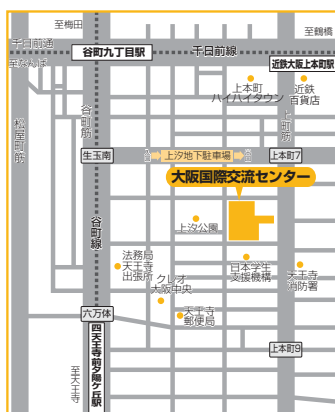 至梅田
至鶴橋
千日前通
谷町九丁目駅
千日前線
至なんば
近鉄大阪上本町駅
上本町
ハイハイタウン
近鉄
百貨店
松屋町筋
谷町筋
上町筋
生玉南
上汐地下駐車場
上本町7
大阪国際交流センター
谷町線
上汐公園
法務局
天王寺
出張所
日本学生
支援機構
天王寺
消防署
クレオ
大阪中央
六万体
天王寺
郵便局
四天王寺前夕陽ケ丘駅
上本町9
至天王寺